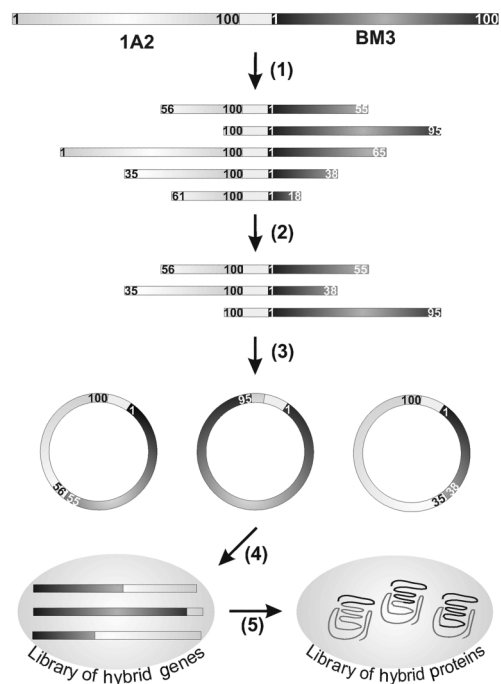 1 100 1 100
1A2 BM3
(1)
56 100 1 55
100 1 95
1 100 1 65
35 100 1 38
61 100 1 18
(2)
56 100 1 55
35 100 1 38
100 1 95
(3)
100 1 56 55
95 1
100 1 35 38
(4)
(5)
Library of hybrid genes
Library of hybrid proteins